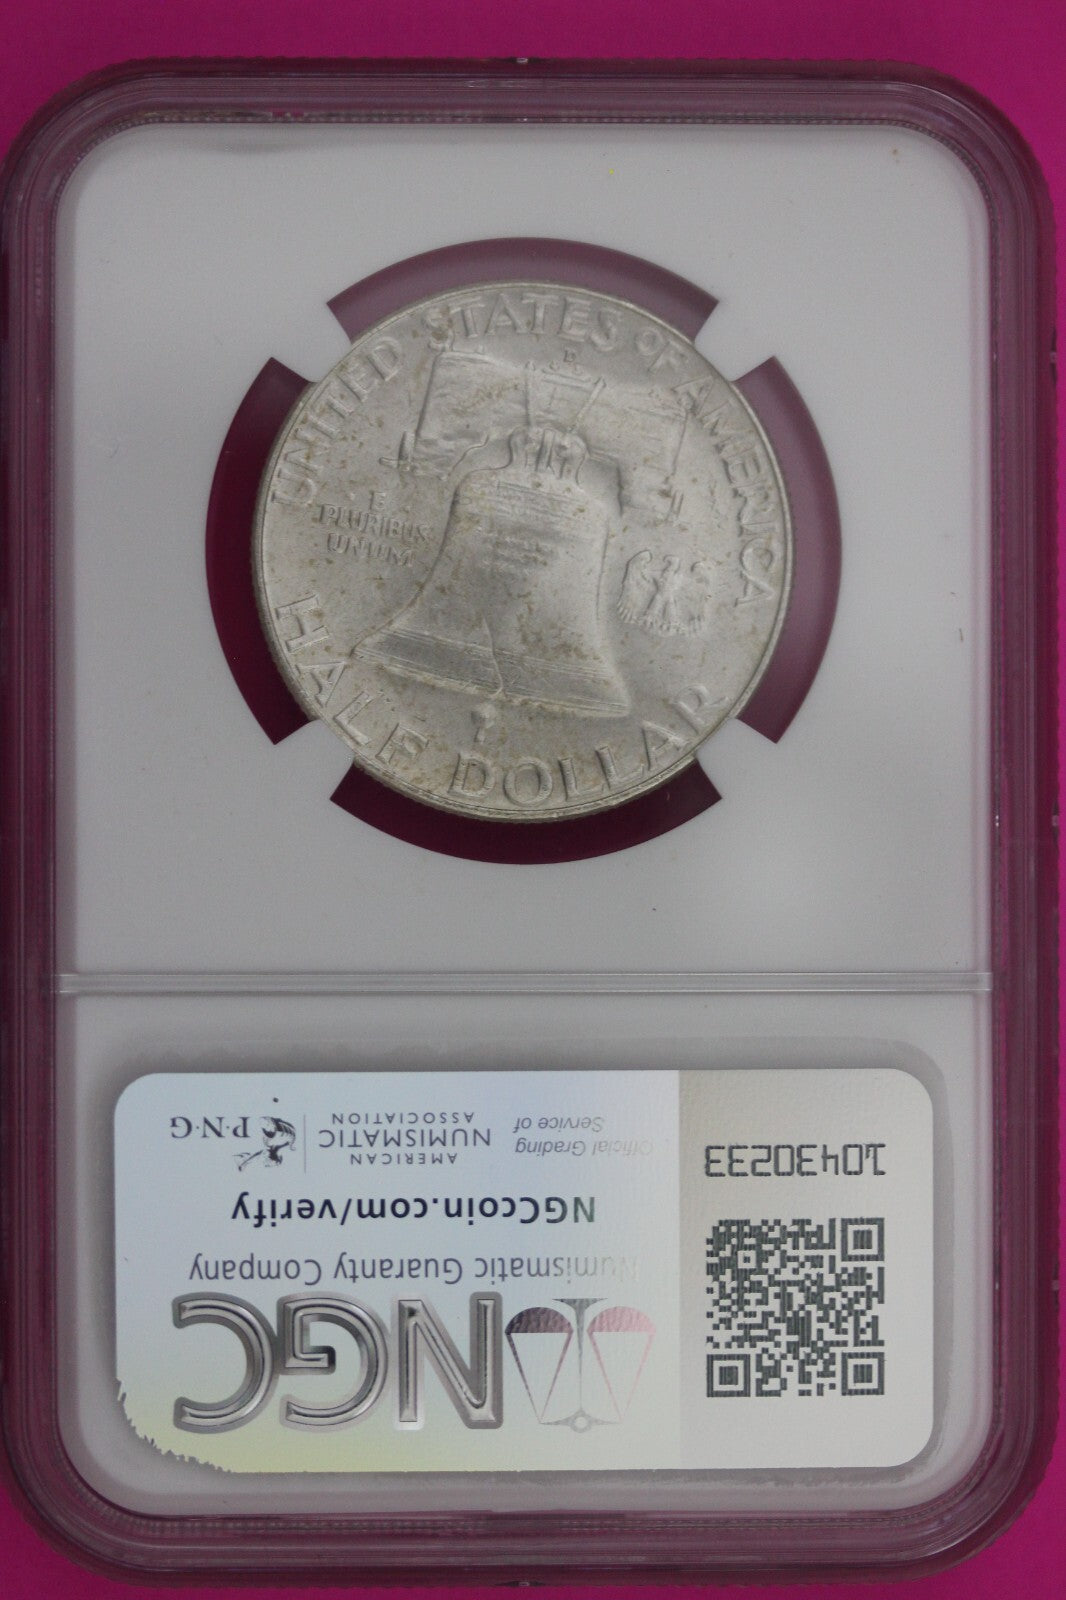 UNITED STATES OF AMERICA
D
E
PLURIBUS
UNUM
HALF DOLLAR
NGC
Numismatic Guaranty Company
NGCcoin.com/verify
Official Grading
Service of
AMERICAN
NUMISMATIC
ASSOCIATION
P·N·G
10430233